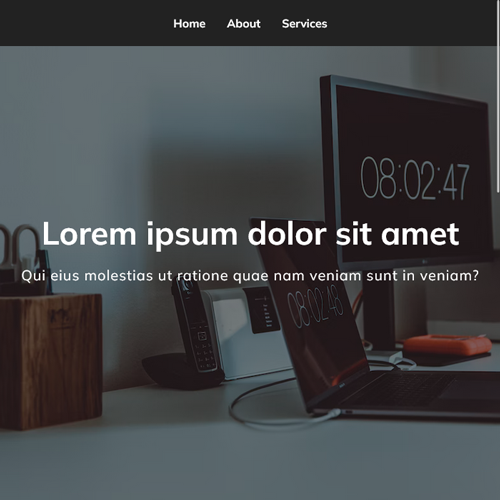 Home About Services
08:02:47
Lorem ipsum dolor sit amet
Qui eius molestias ut ratione quae nam veniam sunt in veniam?
08:02:46